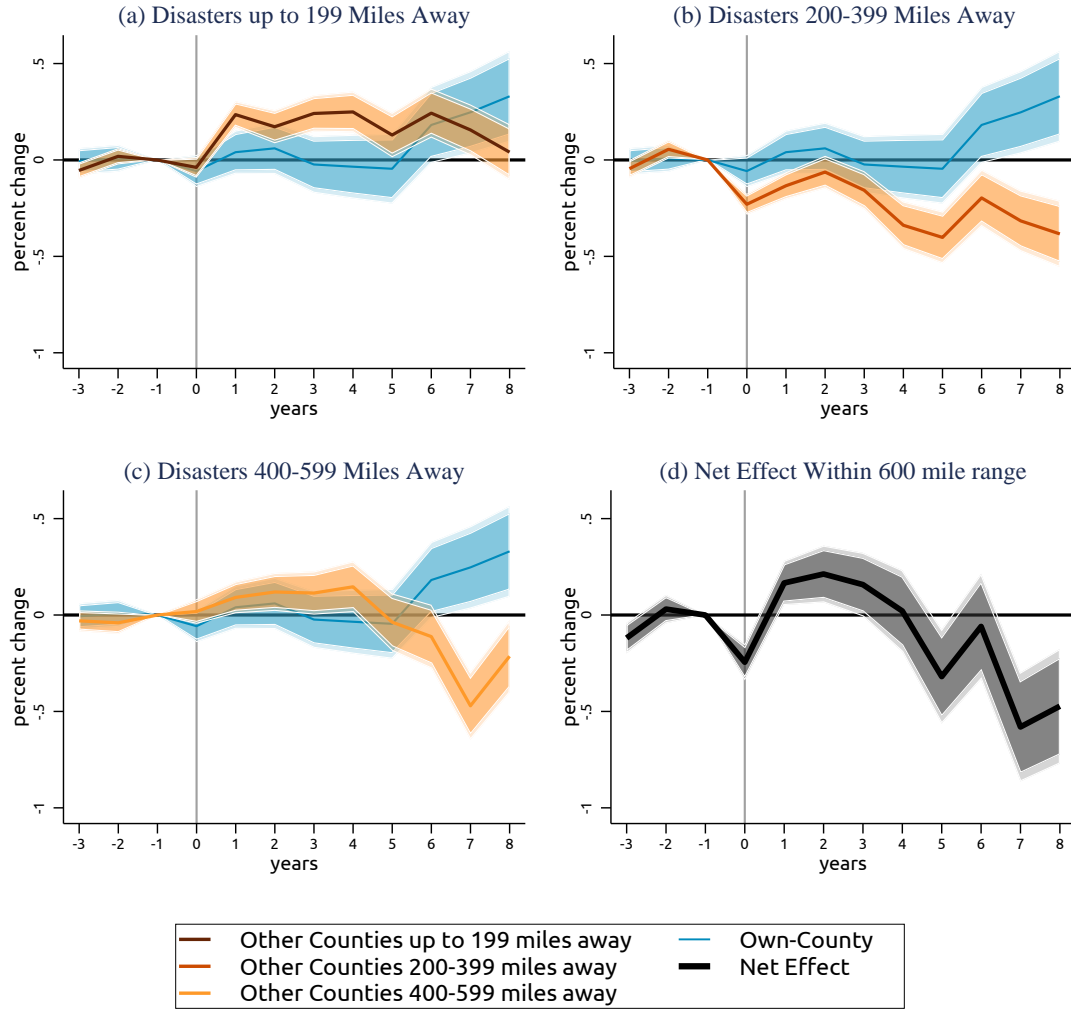 (a) Disasters up to 199 Miles Away
.5
0
-.5
-1
percent change
-3 -2 -1 0 1 2 3 4 5 6 7 8
years
(b) Disasters 200-399 Miles Away
.5
0
-.5
-1
percent change
-3 -2 -1 0 1 2 3 4 5 6 7 8
years
(c) Disasters 400-599 Miles Away
.5
0
-.5
-1
percent change
-3 -2 -1 0 1 2 3 4 5 6 7 8
years
(d) Net Effect Within 600 mile range
.5
0
-.5
-1
percent change
-3 -2 -1 0 1 2 3 4 5 6 7 8
years
Other Counties up to 199 miles away
Own-County
Other Counties 200-399 miles away
Net Effect
Other Counties 400-599 miles away